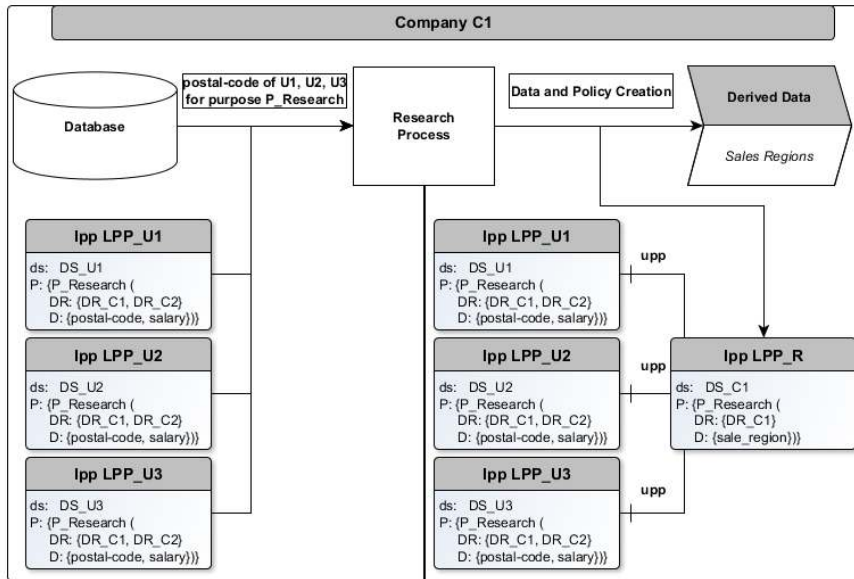 Company C1
postal-code of U1, U2, U3
for purpose P_Research
Database
Research
Process
Data and Policy Creation
Derived Data
Sales Regions
lpp LPP_U1
ds: DS_U1
P: {P_Research (
DR: {DR_C1, DR_C2}
D: {postal-code, salary})}
lpp LPP_U2
ds: DS_U2
P: {P_Research (
DR: {DR_C1, DR_C2}
D: {postal-code, salary})}
lpp LPP_U3
ds: DS_U3
P: {P_Research (
DR: {DR_C1, DR_C2}
D: {postal-code, salary})}
lpp LPP_U1
ds: DS_U1
P: {P_Research (
DR: {DR_C1, DR_C2}
D: {postal-code, salary})}
upp
lpp LPP_U2
ds: DS_U2
P: {P_Research (
DR: {DR_C1, DR_C2}
D: {postal-code, salary})}
upp
lpp LPP_U3
ds: DS_U3
P: {P_Research (
DR: {DR_C1, DR_C2}
D: {postal-code, salary})}
upp
lpp LPP_R
ds: DS_C1
P: {P_Research (
DR: {DR_C1}
D: {sale_region})}